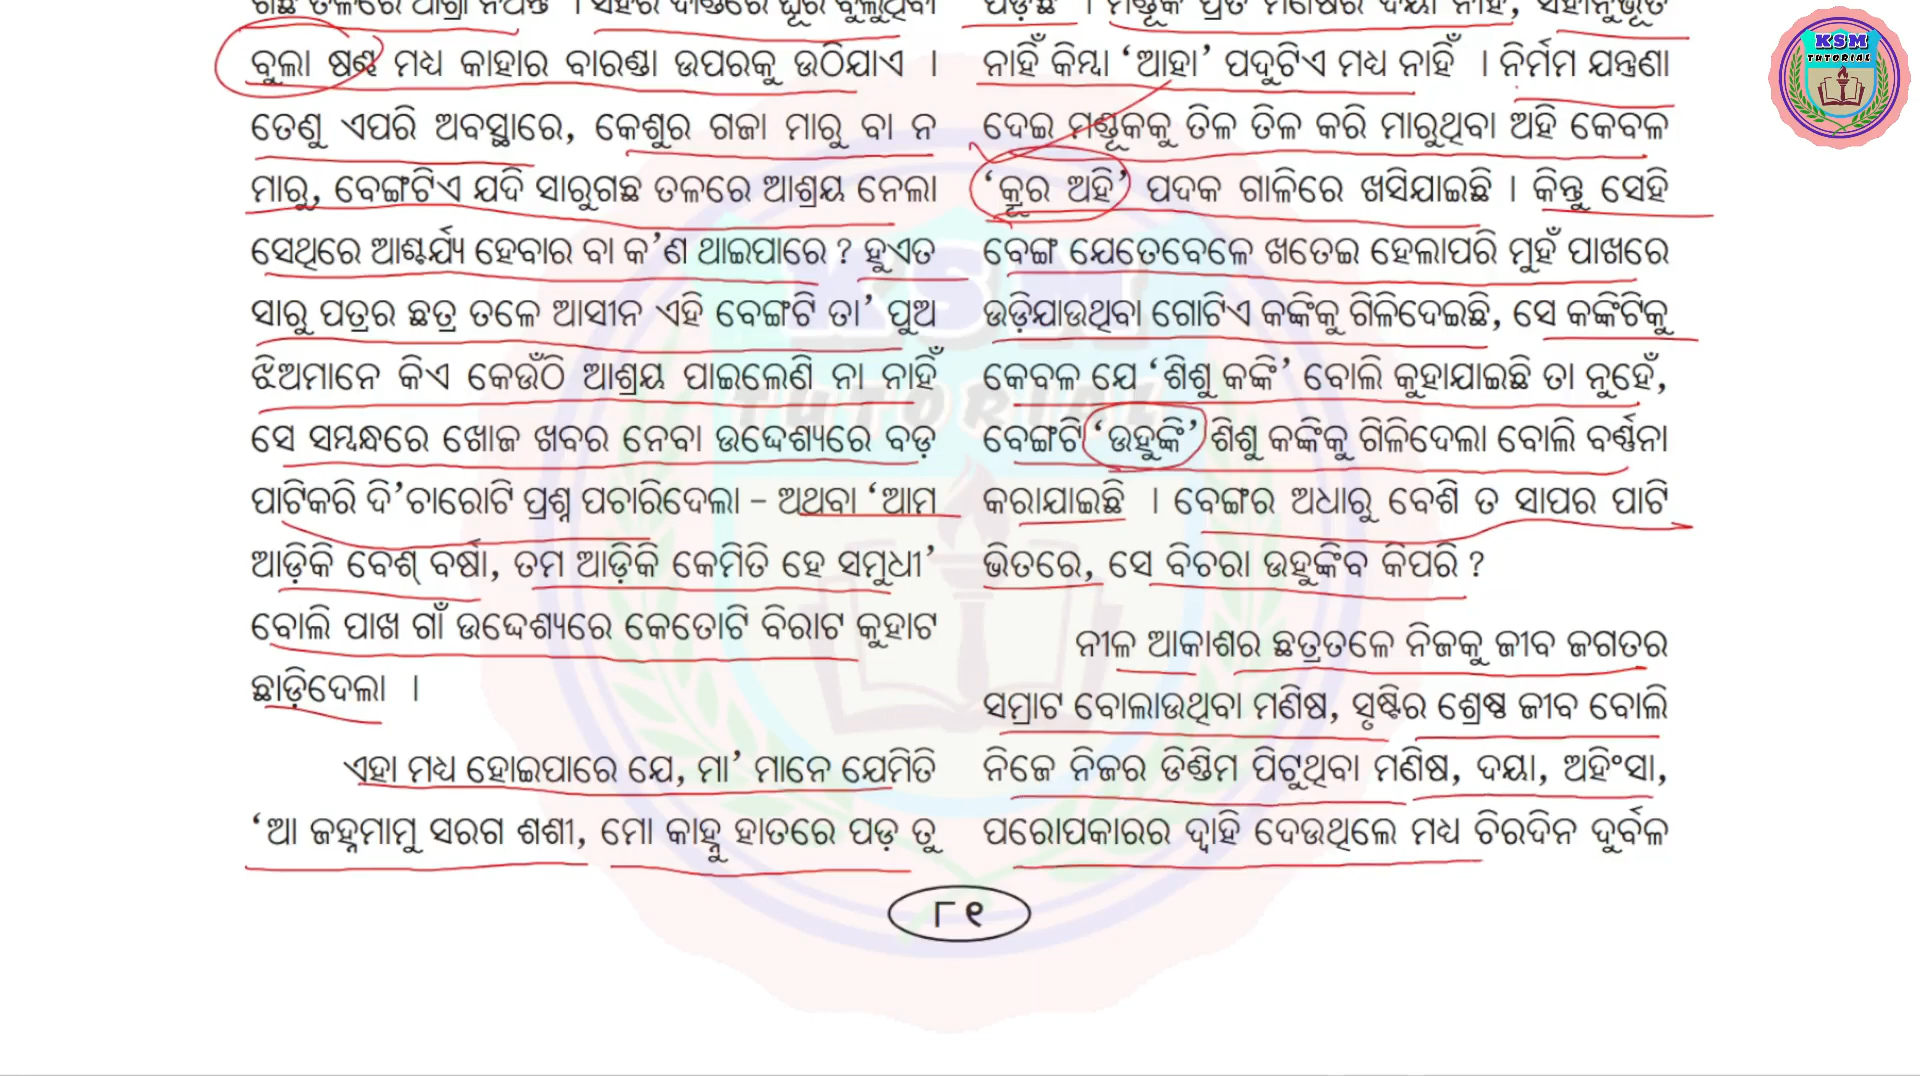 ବୁଲା ଷଣ୍ଢ ମଧ୍ୟ କାହାର ବାରଣ୍ଡା ଉପରକୁ ଉଠିଯାଏ ।
ତେଣୁ ଏପରି ଅବସ୍ଥାରେ, କେଶୁର ଗଜା ମାରୁ ବା ନ
ମାରୁ, ବେଙ୍ଗଟିଏ ଯଦି ସାରୁଗଛ ତଳରେ ଆଶ୍ରୟ ନେଲା
ସେଥିରେ ଆଶ୍ଚର୍ଯ୍ୟ ହେବାର ବା କ’ଣ ଥାଇପାରେ ? ହୁଏତ
ସାରୁ ପତ୍ରର ଛତ୍ର ତଳେ ଆସୀନ ଏହି ବେଙ୍ଗଟି ତା’ ପୁଅ
ଝିଅମାନେ କିଏ କେଉଁଠି ଆଶ୍ରୟ ପାଇଲେଣି ନା ନାହିଁ
ସେ ସମ୍ବନ୍ଧରେ ଖୋଜ ଖବର ନେବା ଉଦ୍ଦେଶ୍ୟରେ ବଡ଼
ପାଟିକରି ଦି’ଚାରୋଟି ପ୍ରଶ୍ନ ପଚାରିଦେଲା – ଅଥବା ‘ଆମ
ଆଡ଼ିକି ବେଶ୍ ବର୍ଷା, ତମ ଆଡ଼ିକି କେମିତି ହେ ସମୁଧୀ’
ବୋଲି ପାଖ ଗାଁ ଉଦ୍ଦେଶ୍ୟରେ କେତୋଟି ବିରାଟ କୁହାଟ
ଛାଡ଼ିଦେଲା ।
ଏହା ମଧ୍ୟ ହୋଇପାରେ ଯେ, ମା’ ମାନେ ଯେମିତି
‘ଆ ଜହ୍ନମାମୁ ସରଗ ଶଶୀ, ମୋ କାହ୍ନୁ ହାତରେ ପଡ଼ ତୁ
ନାହିଁ କିମ୍ବା ‘ଆହା’ ପଦୁଟିଏ ମଧ୍ୟ ନାହିଁ । ନିର୍ମମ ଯନ୍ତ୍ରଣା
ଦେଇ ମଣ୍ଡୂକକୁ ତିଳ ତିଳ କରି ମାରୁଥିବା ଅହି କେବଳ
‘କ୍ରୂର ଅହି’ ପଦକ ଗାଳିରେ ଖସିଯାଇଛି । କିନ୍ତୁ ସେହି
ବେଙ୍ଗ ଯେତେବେଳେ ଖତେଇ ହେଲାପରି ମୁହଁ ପାଖରେ
ଉଡ଼ିଯାଉଥିବା ଗୋଟିଏ କଙ୍କିକୁ ଗିଳିଦେଇଛି, ସେ କଙ୍କିଟିକୁ
କେବଳ ଯେ ‘ଶିଶୁ କଙ୍କି’ ବୋଲି କୁହାଯାଇଛି ତା ନୁହେଁ,
ବେଙ୍ଗଟି ‘ଉହୁଙ୍କି’ ଶିଶୁ କଙ୍କିକୁ ଗିଳିଦେଲା ବୋଲି ବର୍ଣ୍ଣନା
କରାଯାଇଛି । ବେଙ୍ଗର ଅଧାରୁ ବେଶି ତ ସାପର ପାଟି
ଭିତରେ, ସେ ବିଚରା ଉହୁଙ୍କିବ କିପରି ?
ନୀଳ ଆକାଶର ଛତ୍ରତଳେ ନିଜକୁ ଜୀବ ଜଗତର
ସମ୍ରାଟ ବୋଲାଉଥିବା ମଣିଷ, ସୃଷ୍ଟିର ଶ୍ରେଷ୍ଠ ଜୀବ ବୋଲି
ନିଜେ ନିଜର ଡିଣ୍ଡିମ ପିଟୁଥିବା ମଣିଷ, ଦୟା, ଅହିଂସା,
ପରୋପକାରର ଦ୍ୱାହି ଦେଉଥିଲେ ମଧ୍ୟ ଚିରଦିନ ଦୁର୍ବଳ
୮୧
KSM
TUTORIAL
KSM
TUTORIAL